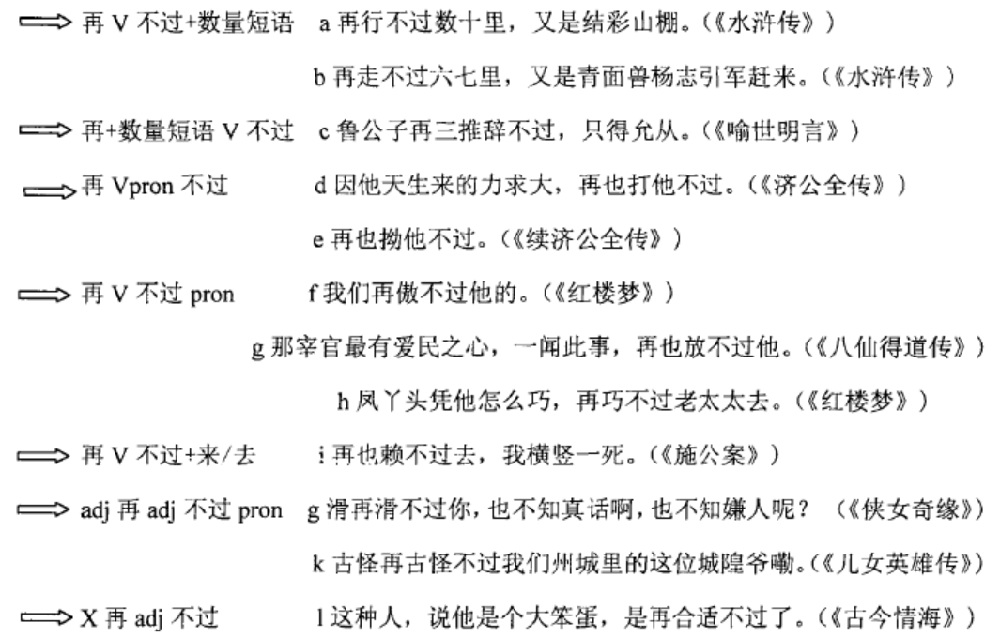 ⇒ 再 V 不过+数量短语 a 再行不过数十里，又是结彩山棚。（《水浒传》）
b 再走不过六七里，又是青面兽杨志引军赶来。（《水浒传》）
⇒ 再+数量短语 V 不过 c 鲁公子再三推辞不过，只得允从。（《喻世明言》）
⇒ 再 Vpron 不过 d 因他天生来的力求大，再也打他不过。（《济公全传》）
e 再也拗他不过。（《续济公全传》）
⇒ 再 V 不过 pron f 我们再傲不过他的。（《红楼梦》）
g 那宰官最有爱民之心，一闻此事，再也放不过他。（《八仙得道传》）
h 凤丫头凭他怎么巧，再巧不过老太太去。（《红楼梦》）
⇒ 再 V 不过+来/去 i 再也赖不过去，我横竖一死。（《施公案》）
⇒ adj 再 adj 不过 pron g 滑再滑不过你，也不知真话啊，也不知嫌人呢？（《侠女奇缘》）
k 古怪再古怪不过我们州城里的这位城隍爷嘞。（《儿女英雄传》）
⇒ X 再 adj 不过 l 这种人，说他是个大笨蛋，是再合适不过了。（《古今情海》）